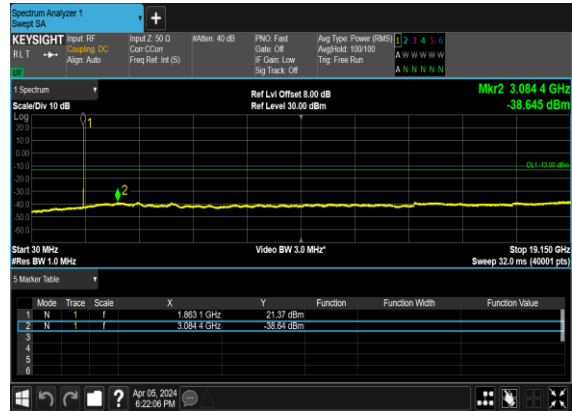 Spectrum Analyzer 1
Swept SA
+
KEYSIGHT Input: RF Input Z: 50 Ω #Atten: 40 dB PNO: Fast Avg Type: Power (RMS) 1 2 3 4 5 6
RLT Coupling: DC Corr CCorr Gate: Off Avg|Hold: 100/100 A W W W W W
Align: Auto Freq Ref: Int (S) IF Gain: Low Trig: Free Run
Sig Track: Off A N N N N N
1 Spectrum Ref Lvl Offset 8.00 dB Mkr2 3.084 4 GHz
Scale/Div 10 dB Ref Level 30.00 dBm -38.645 dBm
Log
20.0
10.0
0.00
-10.0
-20.0
-30.0
-40.0
-50.0
-60.0
1
2
DL1 -13.00 dBm
Start 30 MHz Video BW 3.0 MHz* Stop 19.150 GHz
#Res BW 1.0 MHz Sweep 32.0 ms (40001 pts)
5 Marker Table
Mode Trace Scale X Y Function Function Width Function Value
1 N 1 f 1.863 1 GHz 21.37 dBm
2 N 1 f 3.084 4 GHz -38.64 dBm
3
4
5
6
? Apr 05, 2024
6:22:06 PM